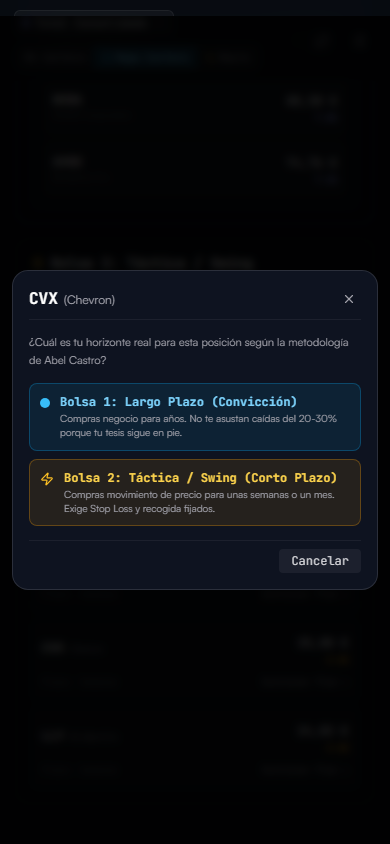 CVX (Chevron)
¿Cuál es tu horizonte real para esta posición según la metodología
de Abel Castro?
Bolsa 1: Largo Plazo (Convicción)
Compras negocio para años. No te asustan caídas del 20-30%
porque tu tesis sigue en pie.
Bolsa 2: Táctica / Swing (Corto Plazo)
Compras movimiento de precio para unas semanas o un mes.
Exige Stop Loss y recogida fijados.
Cancelar